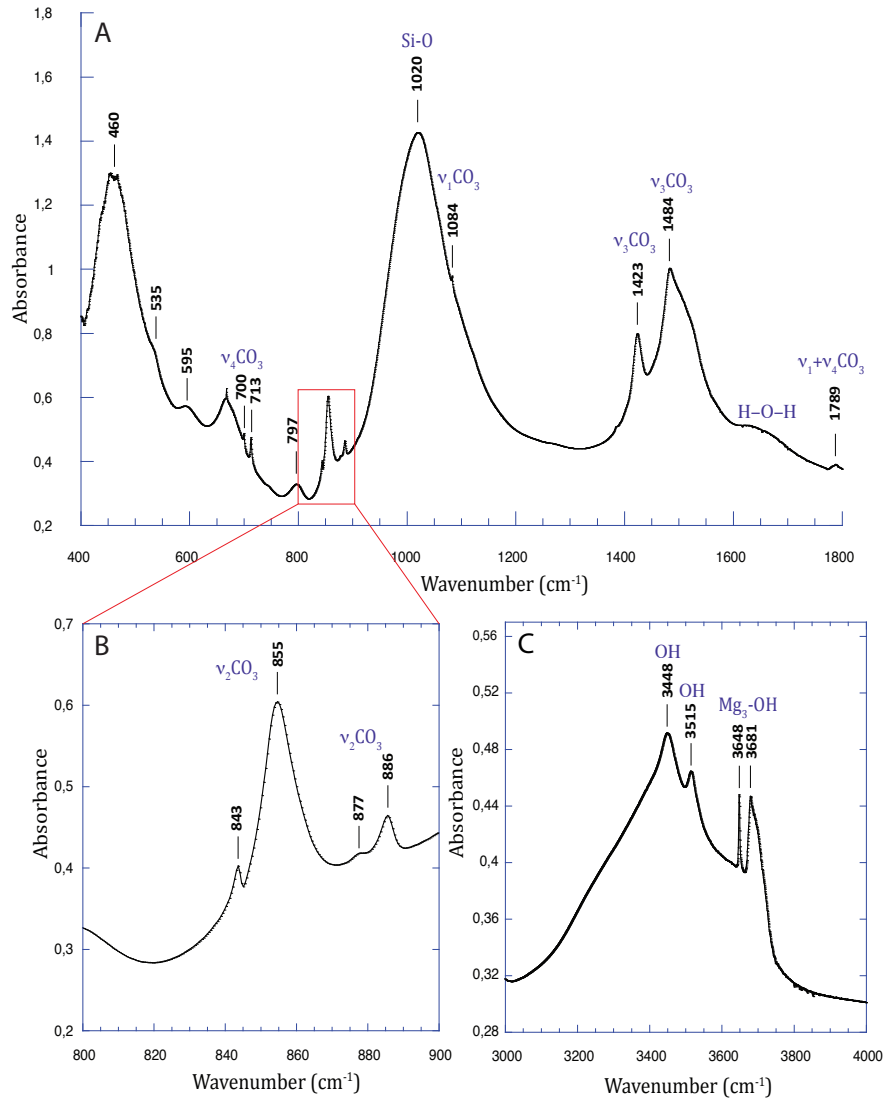 A
Si-O
1020
460
ν₁CO₃
1084
ν₃CO₃
1484
ν₃CO₃
1423
535
595
ν₄CO₃
700
713
797
H–O–H
ν₁+ν₄CO₃
1789
Absorbance
1,8
1,6
1,4
1,2
1
0,8
0,6
0,4
0,2
400
600
800
1000
1200
1400
1600
1800
Wavenumber (cm⁻¹)
B
ν₂CO₃
855
ν₂CO₃
886
877
843
Absorbance
0,7
0,6
0,5
0,4
0,3
0,2
800
820
840
860
880
900
Wavenumber (cm⁻¹)
C
OH
3448
OH
3515
Mg₃-OH
3648
3681
Absorbance
0,56
0,52
0,48
0,44
0,4
0,36
0,32
0,28
3000
3200
3400
3600
3800
4000
Wavenumber (cm⁻¹)